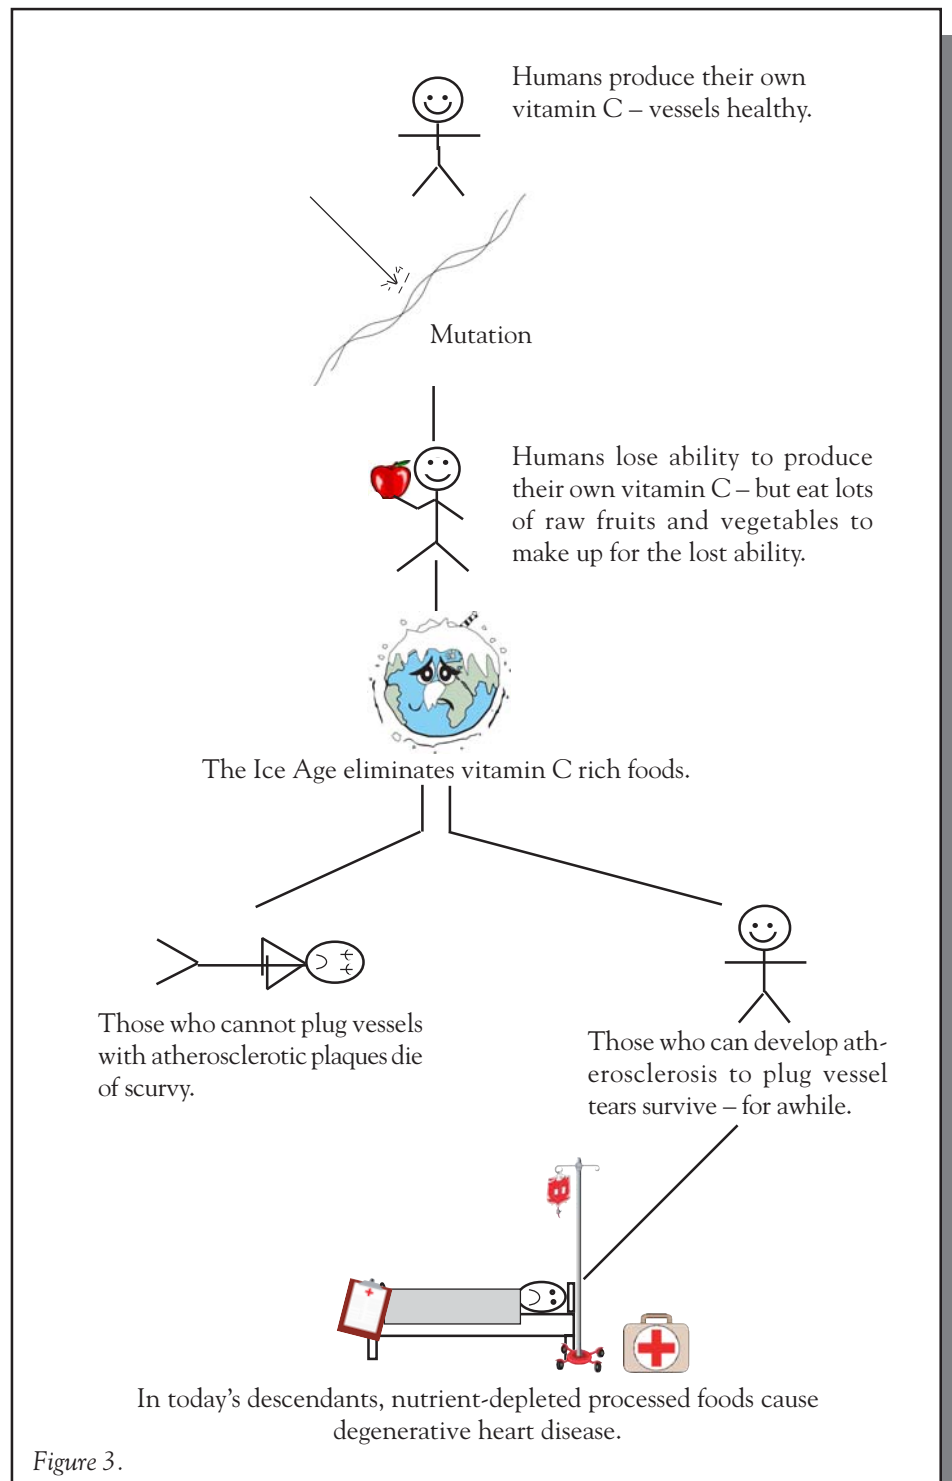 Humans produce their own
vitamin C – vessels healthy.
Mutation
Humans lose ability to produce
their own vitamin C – but eat lots
of raw fruits and vegetables to
make up for the lost ability.
The Ice Age eliminates vitamin C rich foods.
Those who cannot plug vessels
with atherosclerotic plaques die
of scurvy.
Those who can develop ath-
erosclerosis to plug vessel
tears survive – for awhile.
In today's descendants, nutrient-depleted processed foods cause
degenerative heart disease.
Figure 3.